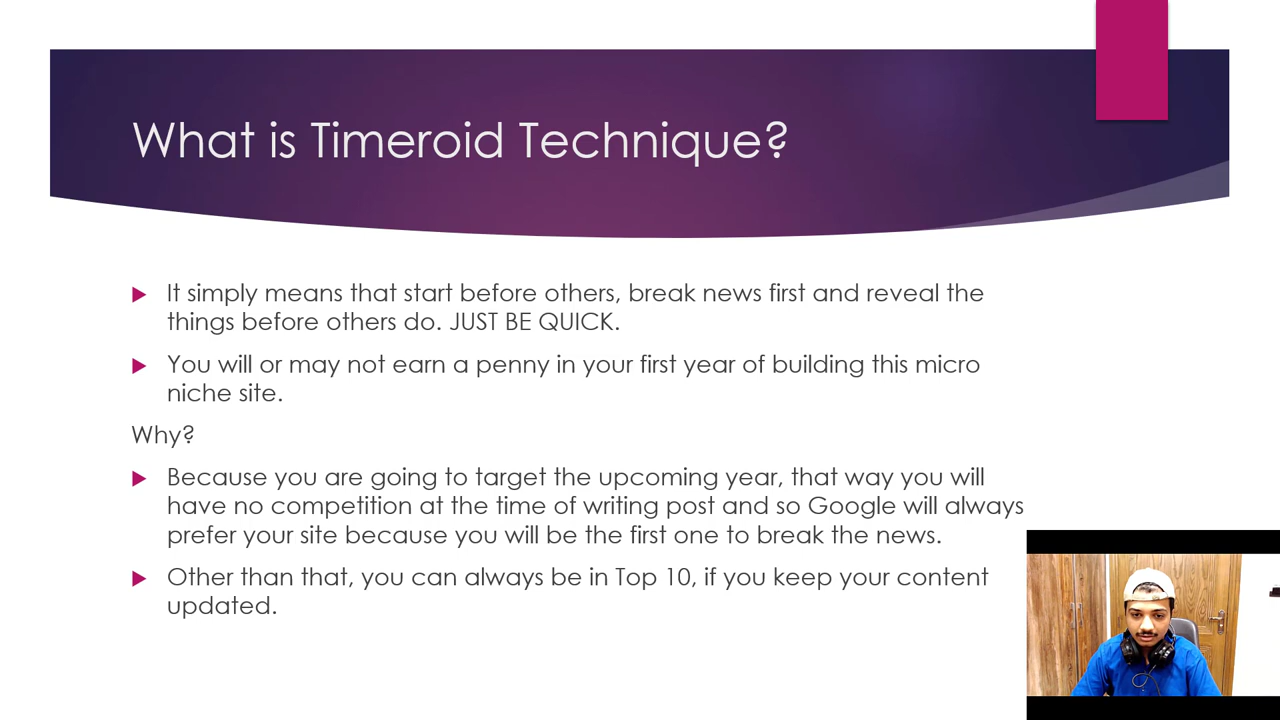 What is Timeroid Technique?
It simply means that start before others, break news first and reveal the
things before others do. JUST BE QUICK.
You will or may not earn a penny in your first year of building this micro
niche site.
Why?
Because you are going to target the upcoming year, that way you will
have no competition at the time of writing post and so Google will always
prefer your site because you will be the first one to break the news.
Other than that, you can always be in Top 10, if you keep your content
updated.